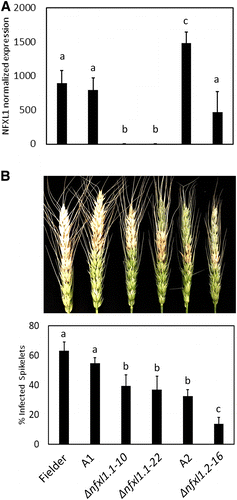 A
NFXL1 normalized expression
2000
1500
1000
500
0
a
a
b
b
c
a
B
% Infected Spikelets
80
60
40
20
0
a
a
b
b
b
c
Fielder
A1
Δnfxl1.1-10
Δnfxl1.1-22
A2
Δnfxl1.2-16